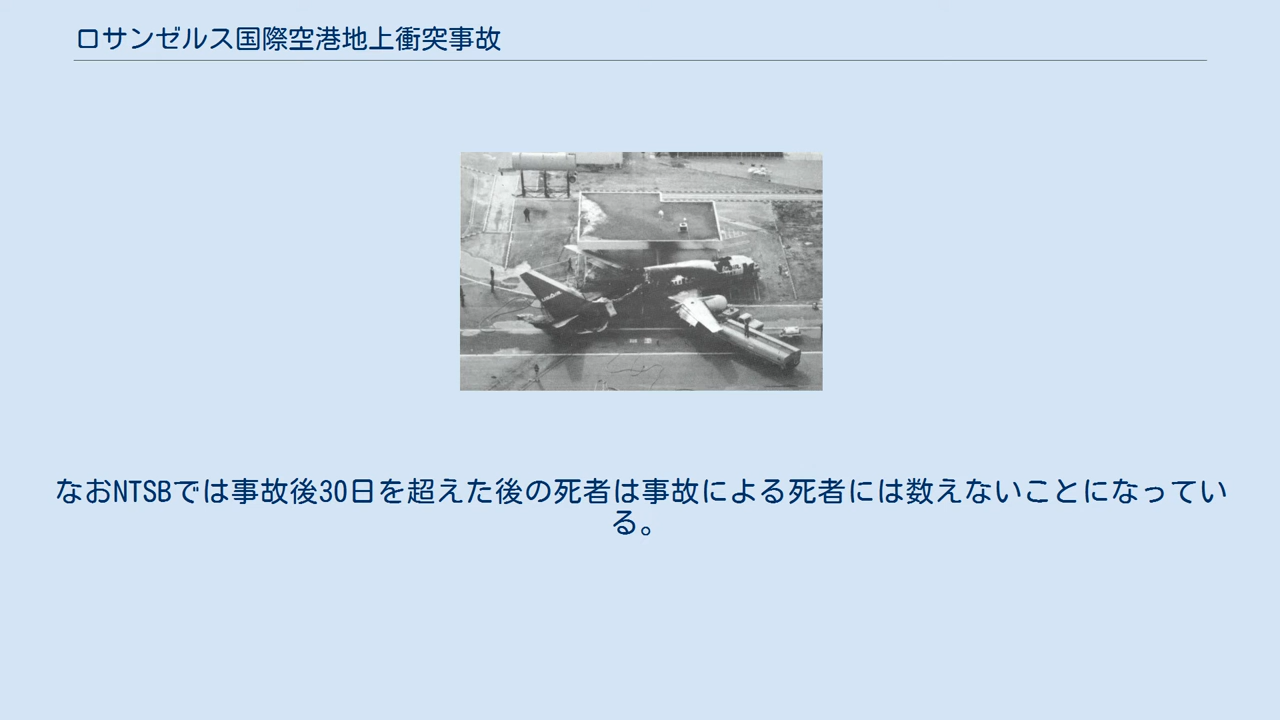 ロサンゼルス国際空港地上衝突事故
なおNTSBでは事故後30日を超えた後の死者は事故による死者には数えないことになってい
る。